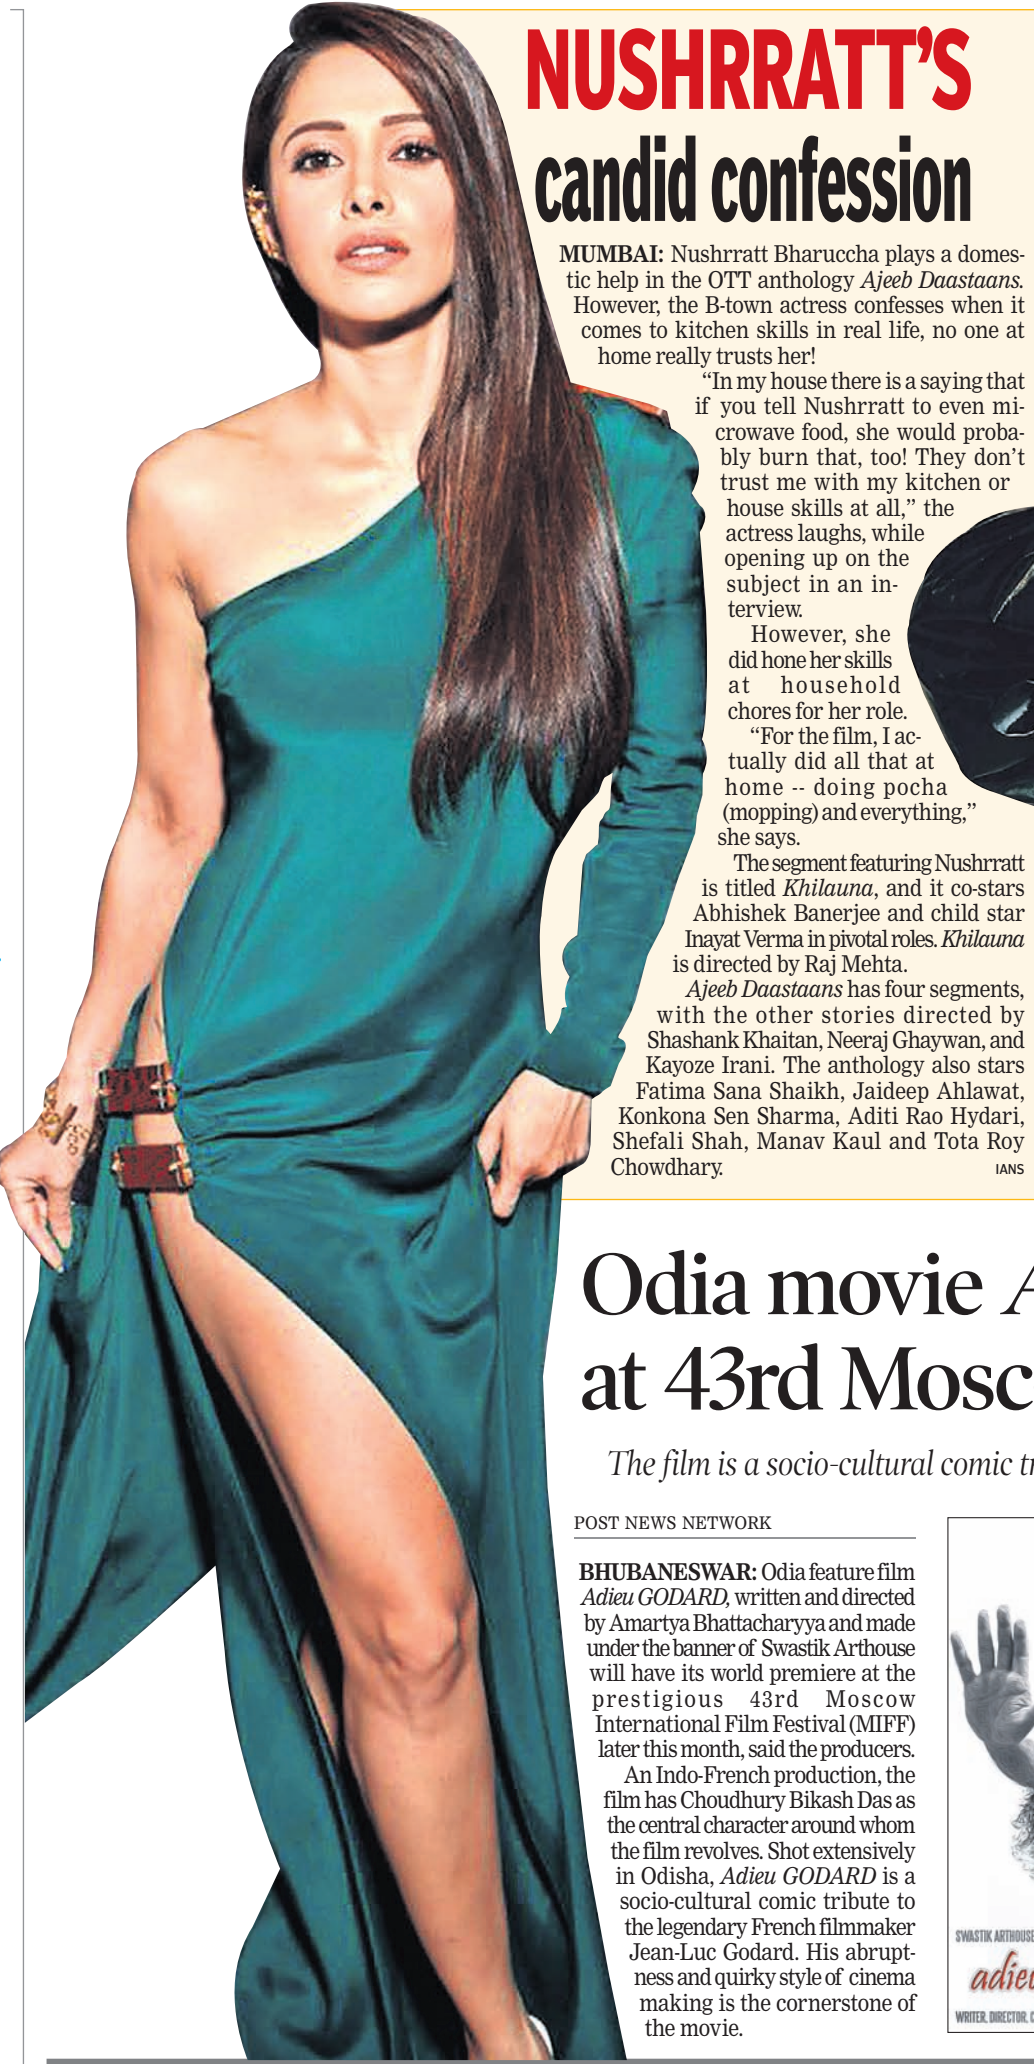 NUSHRRATT'S
candid confession
MUMBAI: Nushrratt Bharuccha plays a domes-
tic help in the OTT anthology Ajeeb Daastaans.
However, the B-town actress confesses when it
comes to kitchen skills in real life, no one at
home really trusts her!
“In my house there is a saying that
if you tell Nushrratt to even mi-
crowave food, she would proba-
bly burn that, too! They don’t
trust me with my kitchen or
house skills at all,” the
actress laughs, while
opening up on the
subject in an in-
terview.
However, she
did hone her skills
at household
chores for her role.
“For the film, I ac-
tually did all that at
home -- doing pocha
(mopping) and everything,”
she says.
The segment featuring Nushrratt
is titled Khilauna, and it co-stars
Abhishek Banerjee and child star
Inayat Verma in pivotal roles. Khilauna
is directed by Raj Mehta.
Ajeeb Daastaans has four segments,
with the other stories directed by
Shashank Khaitan, Neeraj Ghaywan, and
Kayoze Irani. The anthology also stars
Fatima Sana Shaikh, Jaideep Ahlawat,
Konkona Sen Sharma, Aditi Rao Hydari,
Shefali Shah, Manav Kaul and Tota Roy
Chowdhary. IANS
Odia movie A
at 43rd Mosc
The film is a socio-cultural comic tr
POST NEWS NETWORK
BHUBANESWAR: Odia feature film
Adieu GODARD, written and directed
by Amartya Bhattacharyya and made
under the banner of Swastik Arthouse
will have its world premiere at the
prestigious 43rd Moscow
International Film Festival (MIFF)
later this month, said the producers.
An Indo-French production, the
film has Choudhury Bikash Das as
the central character around whom
the film revolves. Shot extensively
in Odisha, Adieu GODARD is a
socio-cultural comic tribute to
the legendary French filmmaker
Jean-Luc Godard. His abrupt-
ness and quirky style of cinema
making is the cornerstone of
the movie.
SWASTIK ARTHOUSE
adieu
WRITER, DIRECTOR, C